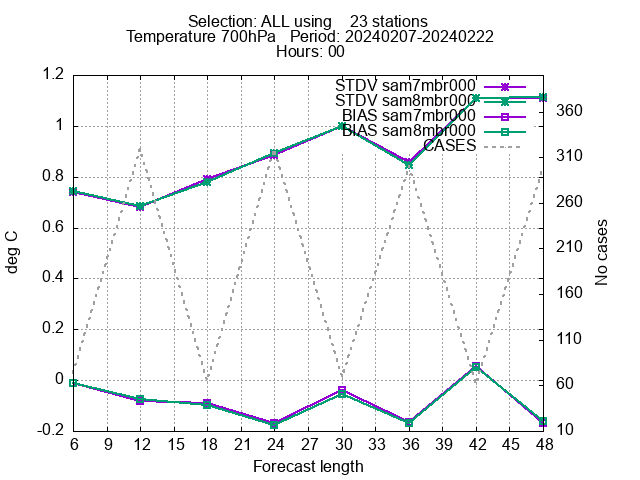 Selection: ALL using    23 stations
Temperature 700hPa   Period: 20240207-20240222
Hours: 00
STDV sam7mbr000
STDV sam8mbr000
BIAS sam7mbr000
BIAS sam8mbr000
CASES
1.2
1
0.8
0.6
0.4
0.2
0
-0.2
deg C
360
310
260
210
160
110
60
10
No cases
6 9 12 15 18 21 24 27 30 33 36 39 42 45 48
Forecast length